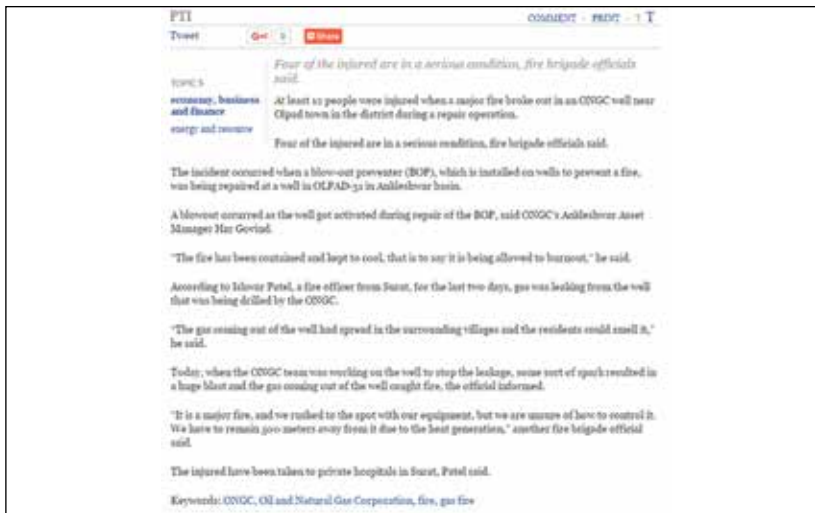 PTI
COMMENT · PRINT · T T
Tweet
G+1
Share
Four of the injured are in a serious condition, fire brigade officials
said.
TOPICS
economy, business
and finance
energy and resource
At least 12 people were injured when a major fire broke out in an ONGC well near
Olpad town in the district during a repair operation.
Four of the injured are in a serious condition, fire brigade officials said.
The incident occurred when a blow-out preventer (BOP), which is installed on wells to prevent a fire,
was being repaired at a well in OLPAD-31 in Ankleshwar basin.
A blowout occurred as the well got activated during repair of the BOP, said ONGC's Ankleshwar Asset
Manager Har Govind.
"The fire has been contained and kept to cool, that is to say it is being allowed to burnout," he said.
According to Ishwar Patel, a fire officer from Surat, for the last two days, gas was leaking from the well
that was being drilled by the ONGC.
"The gas coming out of the well had spread in the surrounding villages and the residents could smell it,"
he said.
Today, when the ONGC team was working on the well to stop the leakage, some sort of spark resulted in
a huge blast and the gas coming out of the well caught fire, the official informed.
"It is a major fire, and we rushed to the spot with our equipment, but we are unsure of how to control it.
We have to remain 300 meters away from it due to the heat generation," another fire brigade official
said.
The injured have been taken to private hospitals in Surat, Patel said.
Keywords: ONGC, Oil and Natural Gas Corporation, fire, gas fire